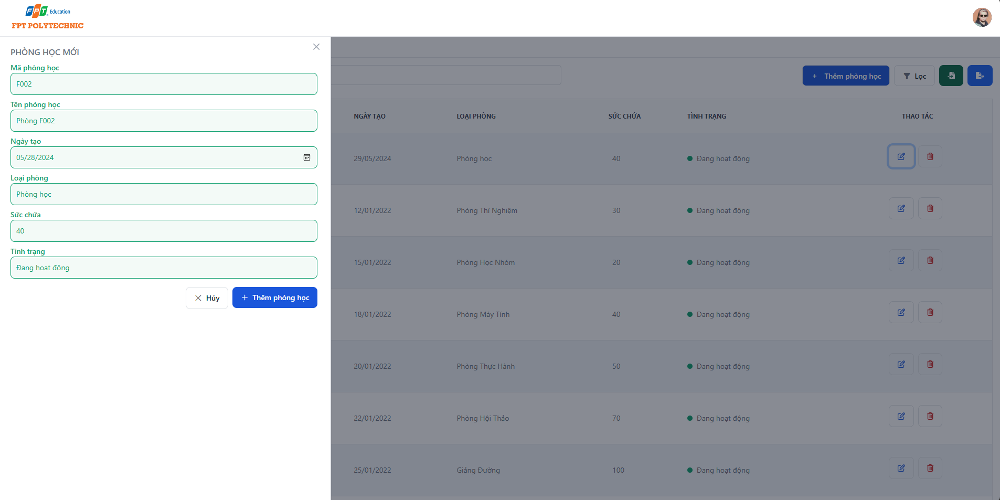 FPT Education
FPT POLYTECHNIC
PHÒNG HỌC MỚI
Mã phòng học
F002
Tên phòng học
Phòng F002
Ngày tạo
05/28/2024
Loại phòng
Phòng học
Sức chứa
40
Tình trạng
Đang hoạt động
Hủy
Thêm phòng học
Thêm phòng học
Lọc
NGÀY TẠO LOẠI PHÒNG SỨC CHỨA TÌNH TRẠNG THAO TÁC
29/05/2024 Phòng học 40 Đang hoạt động
12/01/2022 Phòng Thí Nghiệm 30 Đang hoạt động
15/01/2022 Phòng Học Nhóm 20 Đang hoạt động
18/01/2022 Phòng Máy Tính 40 Đang hoạt động
20/01/2022 Phòng Thực Hành 50 Đang hoạt động
22/01/2022 Phòng Hội Thảo 70 Đang hoạt động
25/01/2022 Giảng Đường 100 Đang hoạt động